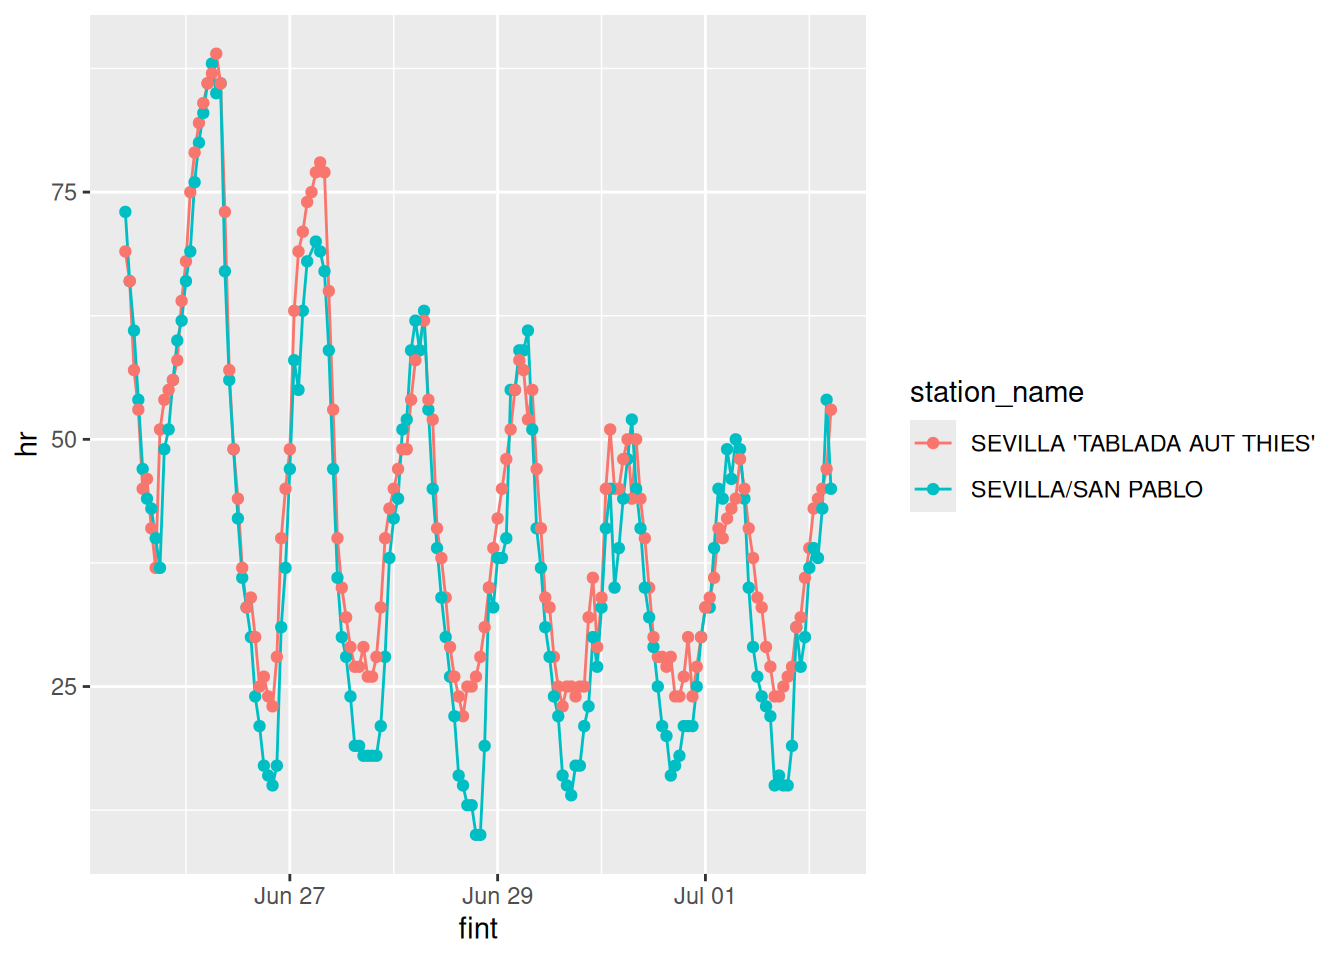 75
50
25
hr
Jun 27
Jun 29
Jul 01
fint
station_name
SEVILLA 'TABLADA AUT THIES'
SEVILLA/SAN PABLO